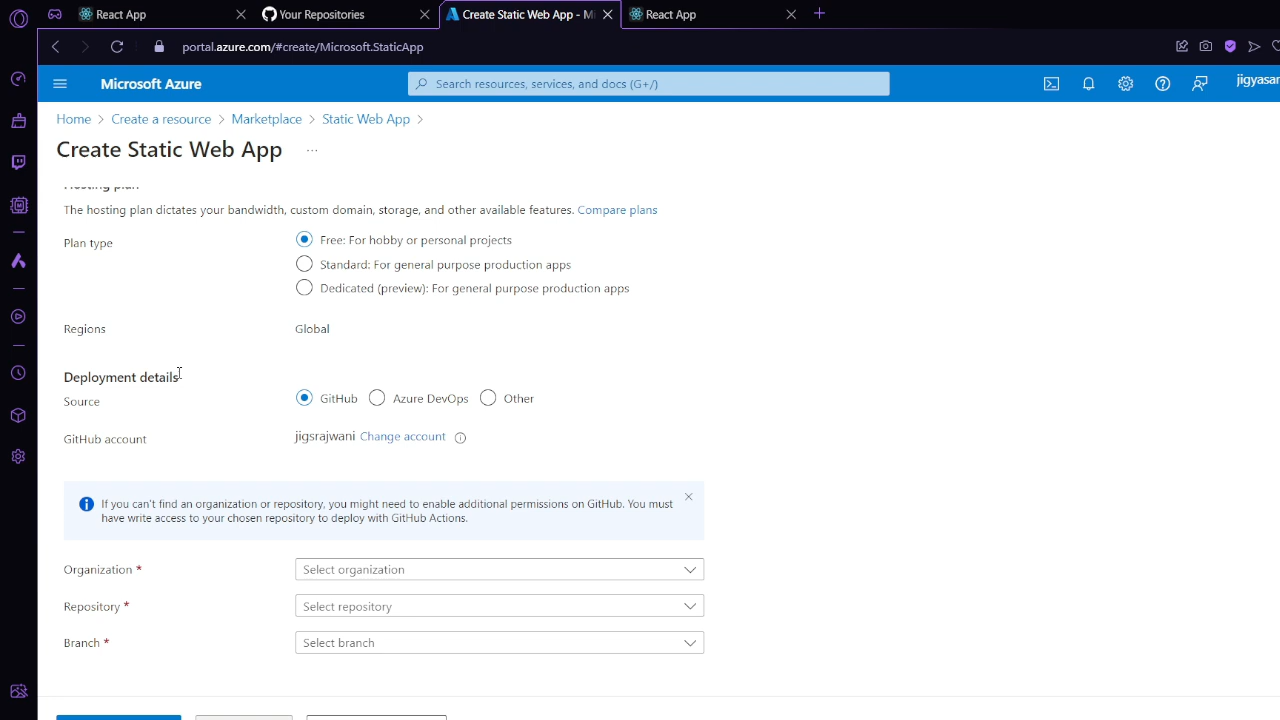 React App
Your Repositories
Create Static Web App - Mi
React App
portal.azure.com/#create/Microsoft.StaticApp
Microsoft Azure
Search resources, services, and docs (G+/)
jigyasar
Home > Create a resource > Marketplace > Static Web App >
Create Static Web App ...
Hosting plan
The hosting plan dictates your bandwidth, custom domain, storage, and other available features. Compare plans
Plan type
Free: For hobby or personal projects
Standard: For general purpose production apps
Dedicated (preview): For general purpose production apps
Regions
Global
Deployment details
Source
GitHub
Azure DevOps
Other
GitHub account
jigsrajwani Change account
If you can't find an organization or repository, you might need to enable additional permissions on GitHub. You must
have write access to your chosen repository to deploy with GitHub Actions.
Organization *
Select organization
Repository *
Select repository
Branch *
Select branch